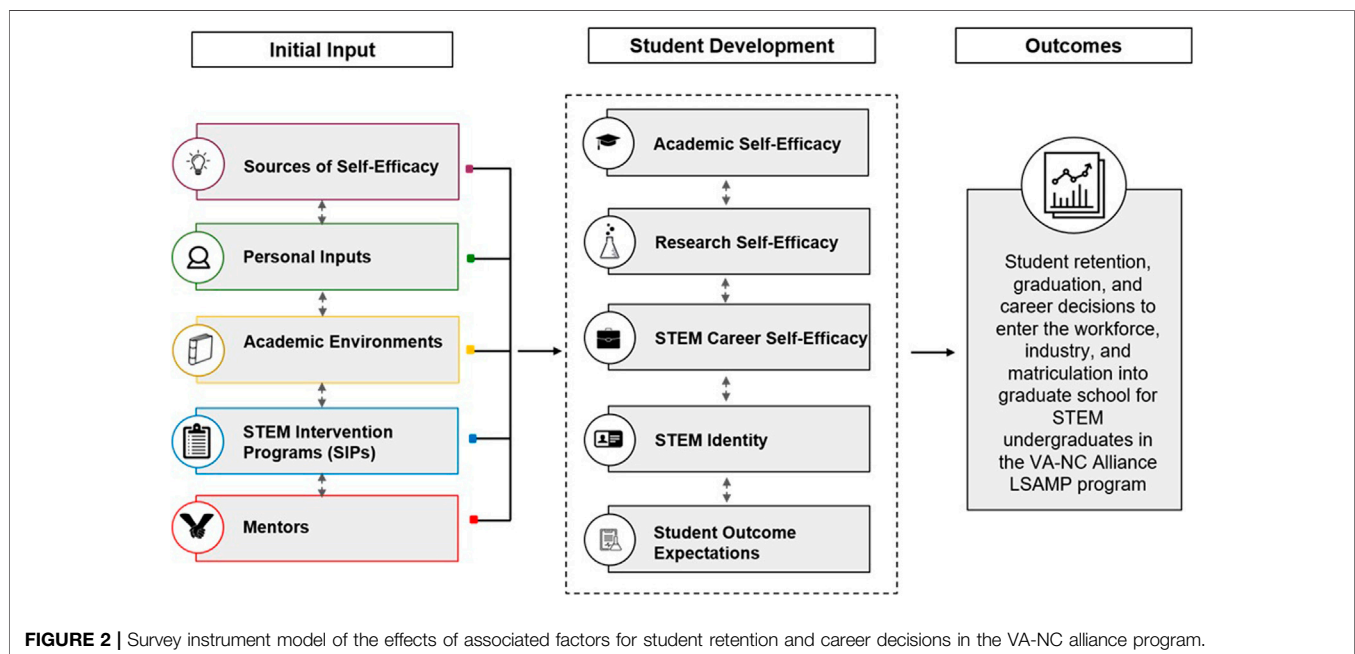 Initial Input
Student Development
Outcomes
Sources of Self-Efficacy
Personal Inputs
Academic Environments
STEM Intervention
Programs (SIPs)
Mentors
Academic Self-Efficacy
Research Self-Efficacy
STEM Career Self-Efficacy
STEM Identity
Student Outcome
Expectations
Student retention,
graduation, and
career decisions to
enter the workforce,
industry, and
matriculation into
graduate school for
STEM
undergraduates in
the VA-NC Alliance
LSAMP program
FIGURE 2 | Survey instrument model of the effects of associated factors for student retention and career decisions in the VA-NC alliance program.